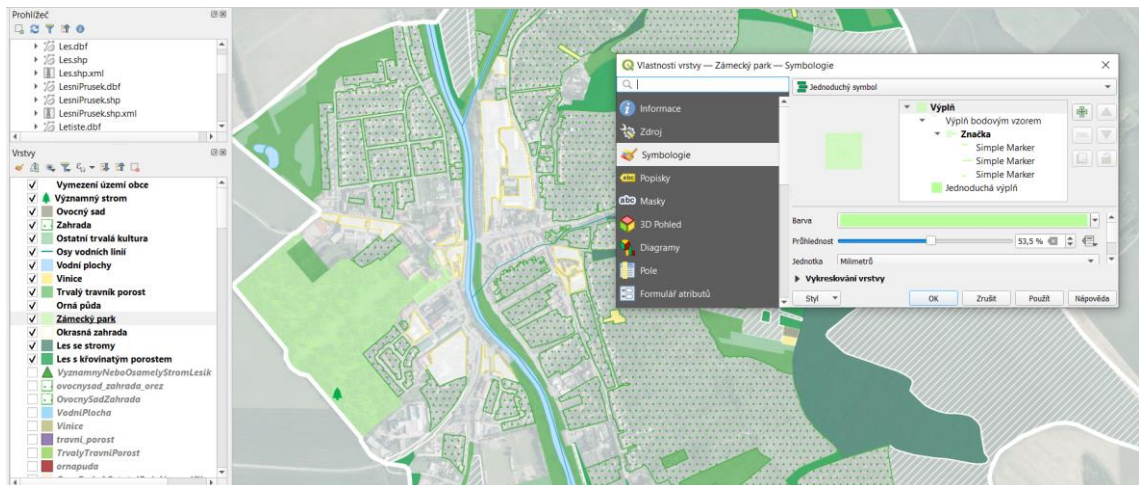 Prohlížeč
Les.dbf
Les.shp
Les.shp.xml
LesniPrusek.dbf
LesniPrusek.shp
LesniPrusek.shp.xml
Letiste.dbf
Vrstvy
Vymezení území obce
Významný strom
Ovocný sad
Zahrada
Ostatní trvalá kultura
Osy vodních linií
Vodní plochy
Vinice
Trvalý travník porost
Orná půda
Zámecký park
Okrasná zahrada
Les se stromy
Les s křovinatým porostem
VyznamnyNeboOsamelyStromLesik
ovocnysad_zahrada_orez
OvocnySadZahrada
VodniPlocha
Vinice
travni_porost
TrvalyTravniPorost
ornapuda
Vlastnosti vrstvy — Zámecký park — Symbologie
Informace
Zdroj
Symbologie
abc Popisky
abc Masky
3D Pohled
Diagramy
Pole
Formulář atributů
Jednoduchý symbol
Výplň
Výplň bodovým vzorem
Značka
Simple Marker
Simple Marker
Simple Marker
Jednoduchá výplň
Barva
Průhlednost 53,5 %
Jednotka Milimetrů
Vykreslování vrstvy
Styl OK Zrušit Použít Nápověda